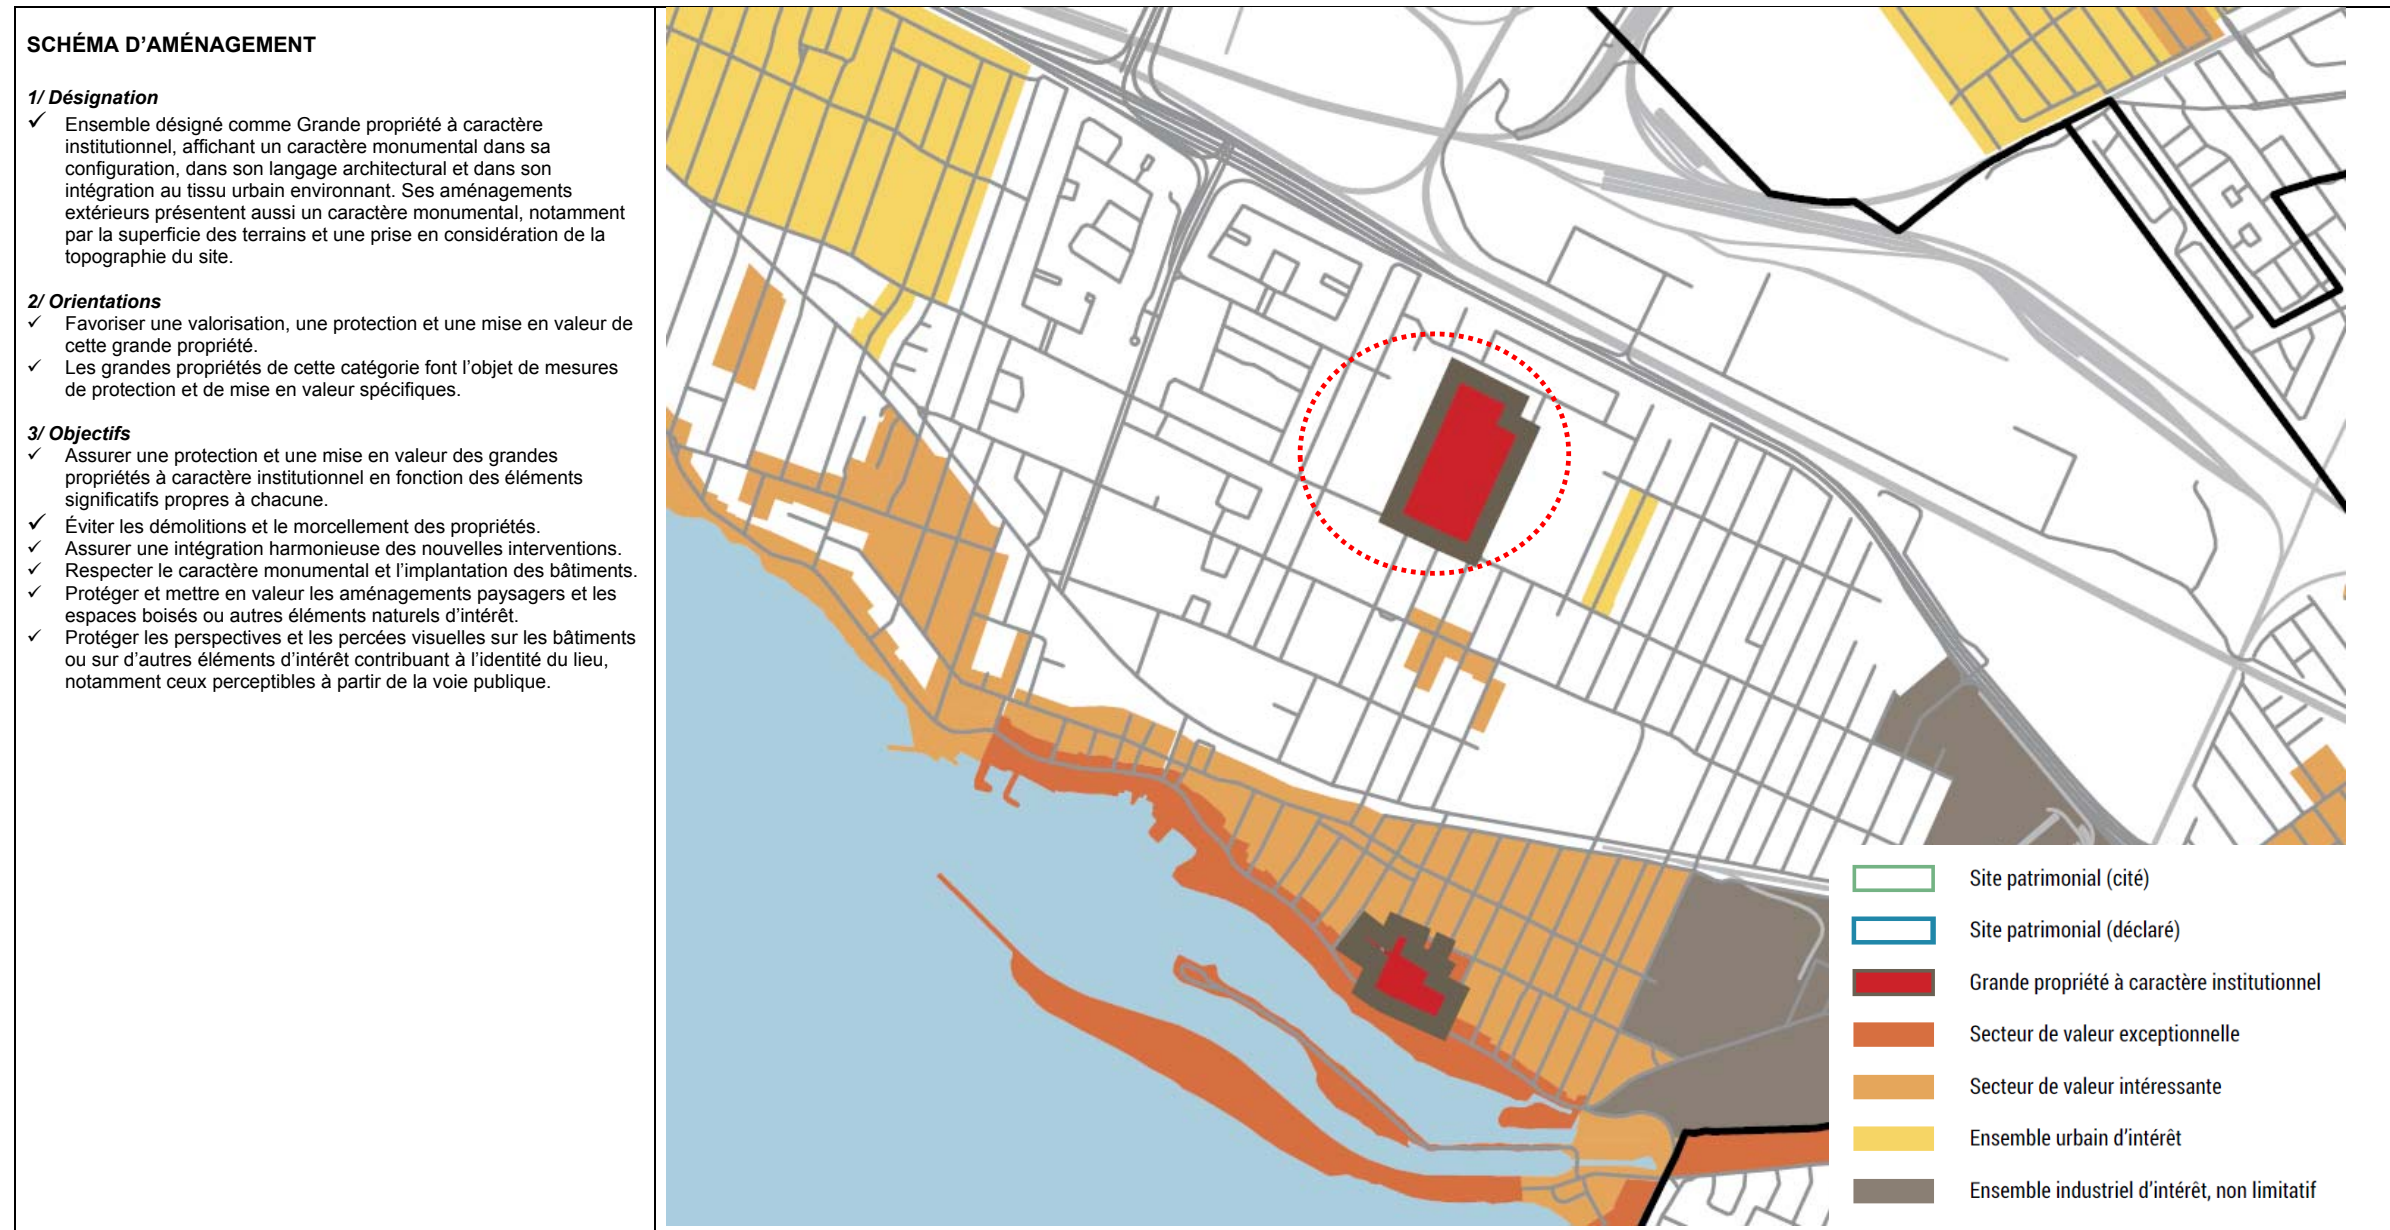 SCHÉMA D’AMÉNAGEMENT
1/ Désignation
✓ Ensemble désigné comme Grande propriété à caractère
institutionnel, affichant un caractère monumental dans sa
configuration, dans son langage architectural et dans son
intégration au tissu urbain environnant. Ses aménagements
extérieurs présentent aussi un caractère monumental, notamment
par la superficie des terrains et une prise en considération de la
topographie du site.
2/ Orientations
✓ Favoriser une valorisation, une protection et une mise en valeur de
cette grande propriété.
✓ Les grandes propriétés de cette catégorie font l’objet de mesures
de protection et de mise en valeur spécifiques.
3/ Objectifs
✓ Assurer une protection et une mise en valeur des grandes
propriétés à caractère institutionnel en fonction des éléments
significatifs propres à chacune.
✓ Éviter les démolitions et le morcellement des propriétés.
✓ Assurer une intégration harmonieuse des nouvelles interventions.
✓ Respecter le caractère monumental et l’implantation des bâtiments.
✓ Protéger et mettre en valeur les aménagements paysagers et les
espaces boisés ou autres éléments naturels d’intérêt.
✓ Protéger les perspectives et les percées visuelles sur les bâtiments
ou sur d’autres éléments d’intérêt contribuant à l’identité du lieu,
notamment ceux perceptibles à partir de la voie publique.
Site patrimonial (cité)
Site patrimonial (déclaré)
Grande propriété à caractère institutionnel
Secteur de valeur exceptionnelle
Secteur de valeur intéressante
Ensemble urbain d’intérêt
Ensemble industriel d’intérêt, non limitatif